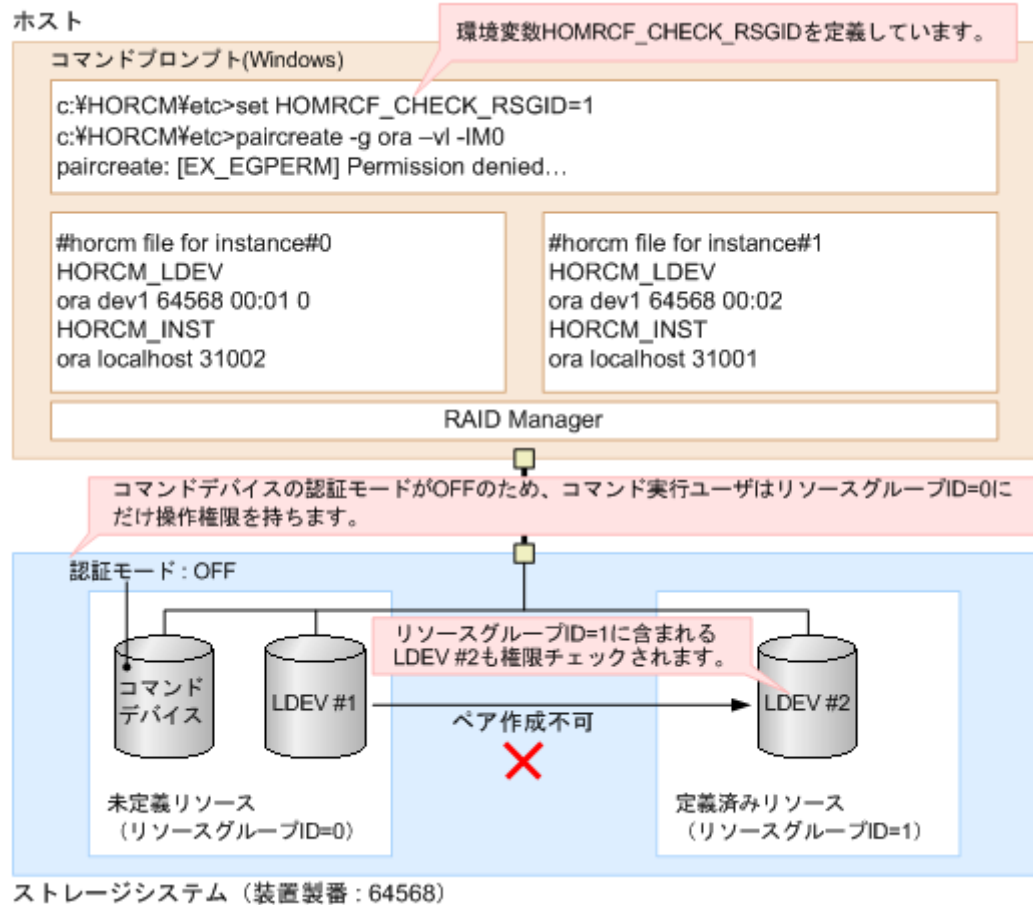 ホスト
環境変数HOMRCF_CHECK_RSGIDを定義しています。
コマンドプロンプト(Windows)
c:¥HORCM¥etc>set HOMRCF_CHECK_RSGID=1
c:¥HORCM¥etc>paircreate -g ora –vl -IM0
paircreate: [EX_EGPERM] Permission denied…
#horcm file for instance#0
HORCM_LDEV
ora dev1 64568 00:01 0
HORCM_INST
ora localhost 31002
#horcm file for instance#1
HORCM_LDEV
ora dev1 64568 00:02
HORCM_INST
ora localhost 31001
RAID Manager
コマンドデバイスの認証モードがOFFのため、コマンド実行ユーザはリソースグループID=0に
だけ操作権限を持ちます。
認証モード : OFF
リソースグループID=1に含まれる
LDEV #2も権限チェックされます。
コマンド
デバイス
LDEV #1
LDEV #2
ペア作成不可
未定義リソース
（リソースグループID=0）
定義済みリソース
（リソースグループID=1）
ストレージシステム（装置製番 : 64568）